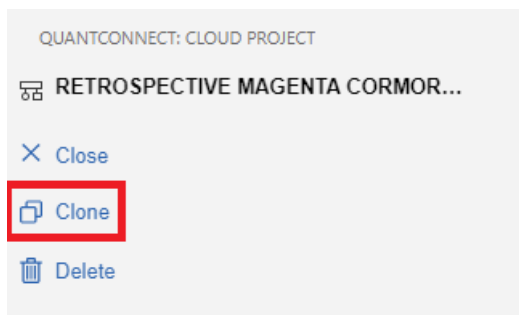 QUANTCONNECT: CLOUD PROJECT
RETROSPECTIVE MAGENTA CORMOR...
Close
Clone
Delete